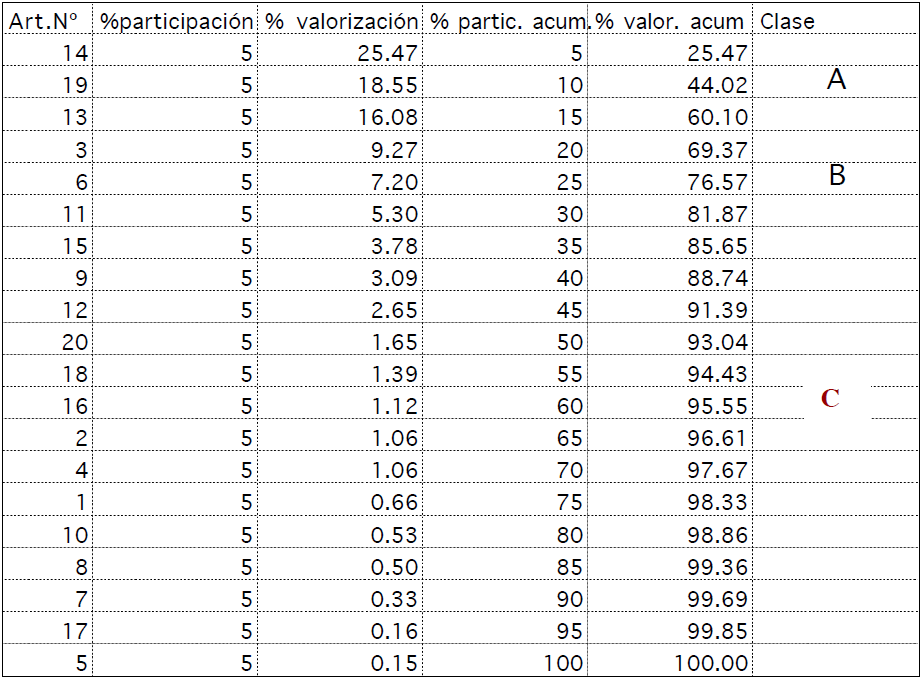 Art.N° %participación % valorización % partic. acum. % valor. acum Clase
14 5 25.47 5 25.47
19 5 18.55 10 44.02 A
13 5 16.08 15 60.10
3 5 9.27 20 69.37
6 5 7.20 25 76.57 B
11 5 5.30 30 81.87
15 5 3.78 35 85.65
9 5 3.09 40 88.74
12 5 2.65 45 91.39
20 5 1.65 50 93.04
18 5 1.39 55 94.43
16 5 1.12 60 95.55 C
2 5 1.06 65 96.61
4 5 1.06 70 97.67
1 5 0.66 75 98.33
10 5 0.53 80 98.86
8 5 0.50 85 99.36
7 5 0.33 90 99.69
17 5 0.16 95 99.85
5 5 0.15 100 100.00